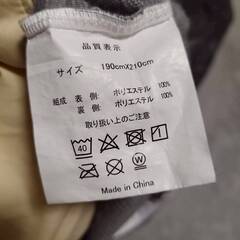 品質表示
サイズ 190cmX210cm
組成 表側: ポリエステル 100%
裏側: ポリエステル 100%
取り扱い上のご注意
40
W
Made in China